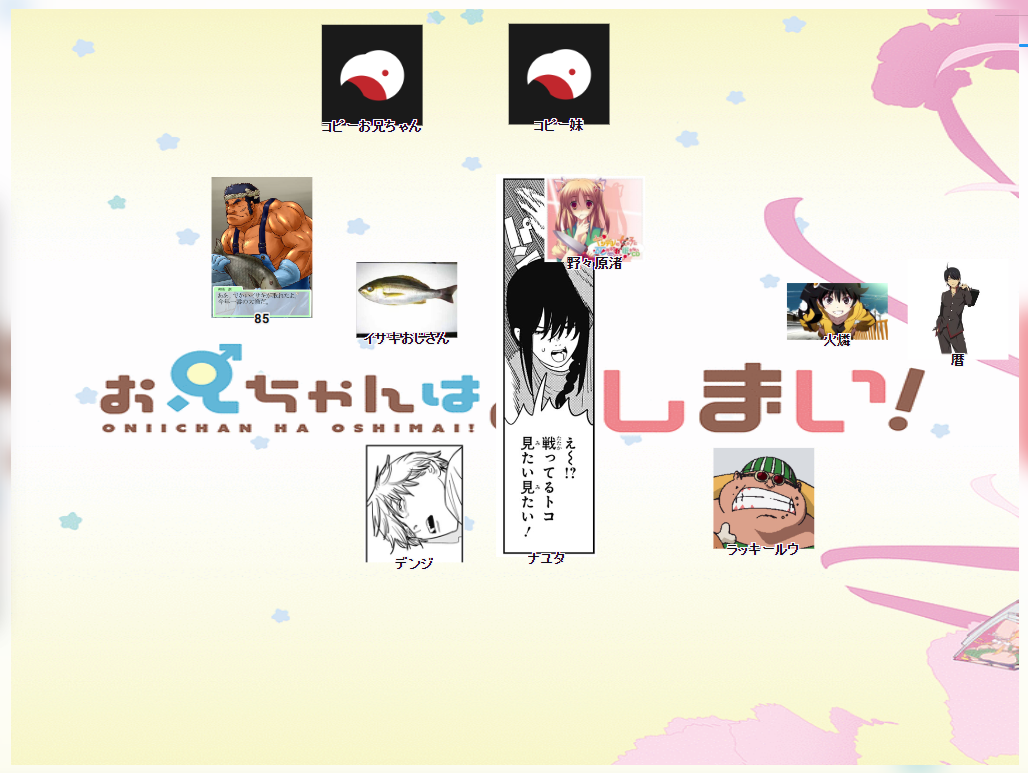 コピーお兄ちゃん
コピー妹
85
イサキおじさん
野々原渚
火燐
暦
お兄ちゃんは
しまい!
ONIICHAN HA OSHIMAI!
え〜!?
戦ってるトコ
見たい見たい!
デンジ
ナユタ
ラッキールウ